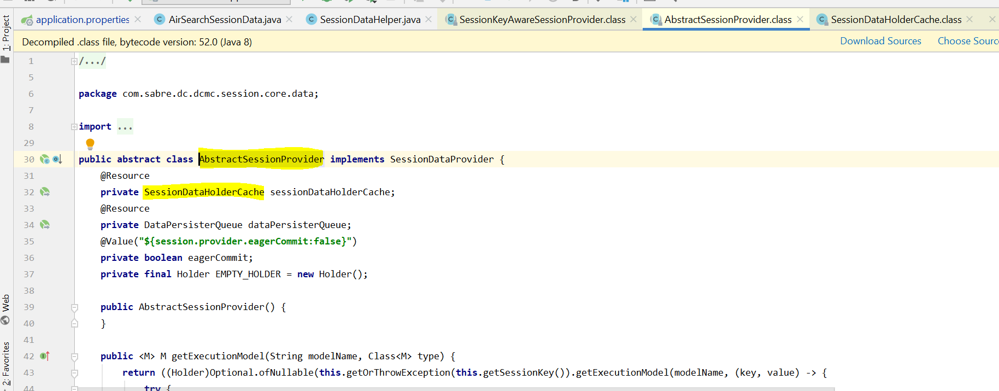 application.properties AirSearchSessionData.java SessionDataHelper.java SessionKeyAwareSessionProvider.class AbstractSessionProvider.class SessionDataHolderCache.class
Decompiled .class file, bytecode version: 52.0 (Java 8) Download Sources Choose Sourc
1: Project
1 /.../
5
6 package com.sabre.dc.dcmc.session.core.data;
7
8 import ...
29
30 public abstract class AbstractSessionProvider implements SessionDataProvider {
31 @Resource
32 private SessionDataHolderCache sessionDataHolderCache;
33 @Resource
34 private DataPersisterQueue dataPersisterQueue;
35 @Value("${session.provider.eagerCommit:false}")
36 private boolean eagerCommit;
37 private final Holder EMPTY_HOLDER = new Holder();
38
39 public AbstractSessionProvider() {
40 }
41
42 public <M> M getExecutionModel(String modelName, Class<M> type) {
43 return ((Holder)Optional.ofNullable(this.getOrThrowException(this.getSessionKey()).getExecutionModel(modelName, (key, value) -> {
44 try {
Web
2: Favorites